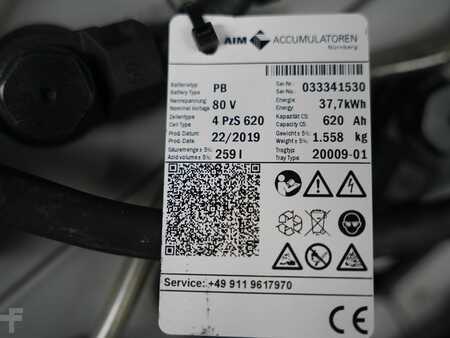 AIM ACCUMULATOREN
Nürnberg
Batterietyp
Battery Type PB
Ser.Nr.:
Ser.No.: 033341530
Nennspannung
Nominal Voltage 80 V
Energie:
Energy: 37,7kWh
Zellentype
Cell Type 4 PzS 620
Kapazität C5:
Capacity C5: 620 Ah
Prod. Datum
Prod. Date 22/2019
Gewicht± 5%:
Weight± 5%: 1.558 kg
Säuremenge± 5%:
Acid volume± 5%: 259 l
Trogtyp
Tray Type 20009-01
Pb
Service: +49 911 9617970
CE